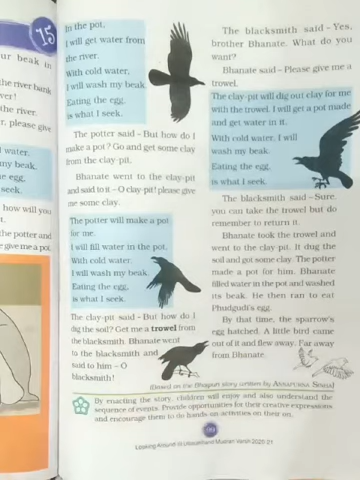 15
ur beak in
the river bank
ver!
the river.
r, please give
l water.
my beak.
e egg,
seek.
how will you
t.
the potter and
e give me a pot.
In the pot,
I will get water from
the river.
With cold water,
I will wash my beak.
Eating the egg,
is what I seek.
The potter said – But how do I
make a pot ? Go and get some clay
from the clay-pit.
Bhanate went to the clay-pit
and said to it – O clay-pit! please give
me some clay.
The potter will make a pot
for me.
I will fill water in the pot.
With cold water,
I will wash my beak.
Eating the egg,
is what I seek.
The clay-pit said – But how do I
dig the soil? Get me a trowel from
the blacksmith. Bhanate went
to the blacksmith and
said to him – O
blacksmith!
The blacksmith said – Yes,
brother Bhanate. What do you
want?
Bhanate said – Please give me a
trowel.
The clay-pit will dig out clay for me
with the trowel. I will get a pot made
and get water in it.
With cold water, I will
wash my beak.
Eating the egg,
is what I seek.
The blacksmith said – Sure,
you can take the trowel but do
remember to return it.
Bhanate took the trowel and
went to the clay-pit. It dug the
soil and got some clay. The potter
made a pot for him. Bhanate
filled water in the pot and washed
its beak. He then ran to eat
Phudgudi's egg.
By that time, the sparrow's
egg hatched. A little bird came
out of it and flew away. Far away
from Bhanate.
(Based on the Bhojpuri story written by
By enacting the story, children will enjoy and also understand the
sequence of events. Provide opportunities for their creative expressions
and encourage them to do hands-on activities on their own.
Looking Around
2020 21